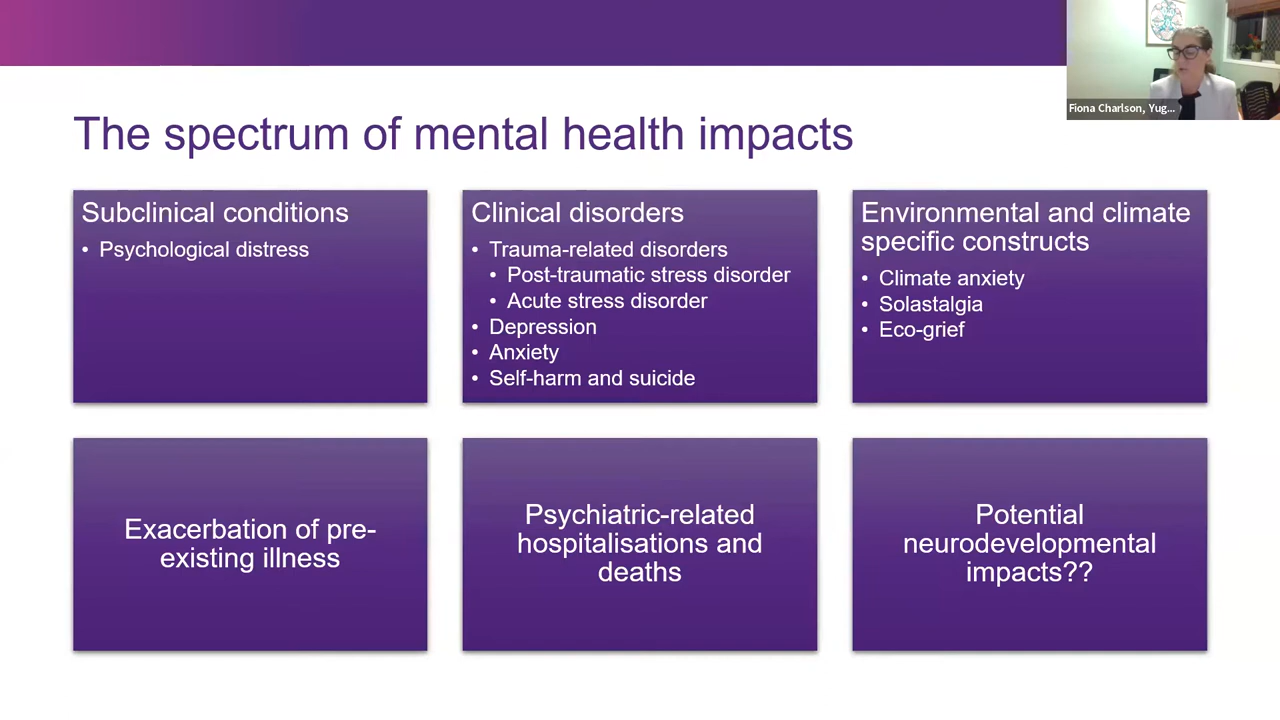 Fiona Charlson, Yug...
The spectrum of mental health impacts
Subclinical conditions
• Psychological distress
Clinical disorders
• Trauma-related disorders
• Post-traumatic stress disorder
• Acute stress disorder
• Depression
• Anxiety
• Self-harm and suicide
Environmental and climate
specific constructs
• Climate anxiety
• Solastalgia
• Eco-grief
Exacerbation of pre-
existing illness
Psychiatric-related
hospitalisations and
deaths
Potential
neurodevelopmental
impacts??